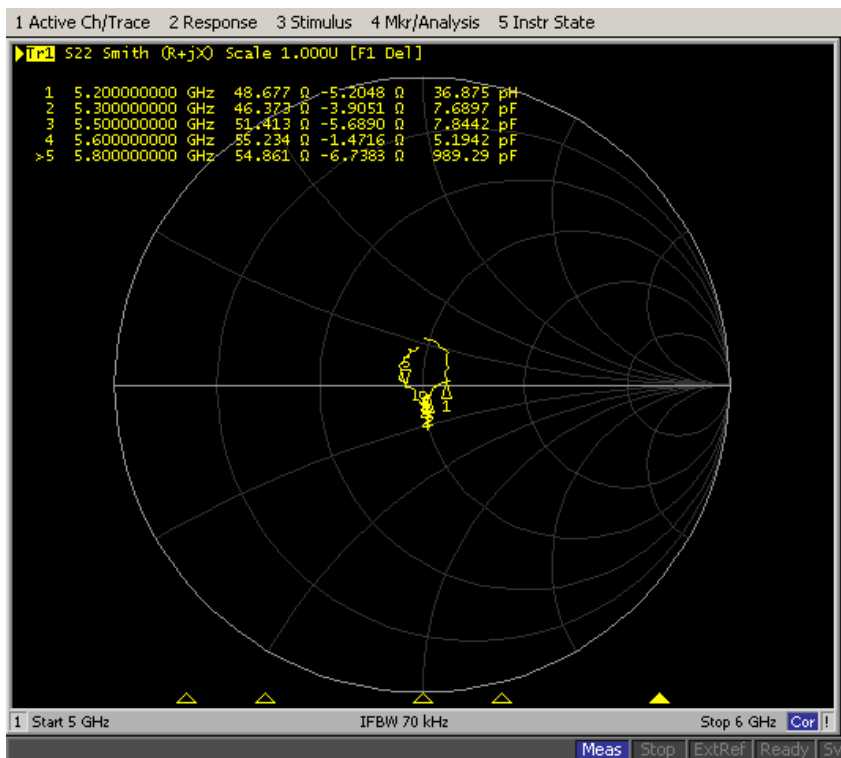 1 Active Ch/Trace 2 Response 3 Stimulus 4 Mkr/Analysis 5 Instr State
Tr1 S22 Smith (R+jX) Scale 1.000U [F1 Del]
1 5.200000000 GHz 48.677 Ω -5.2048 Ω 36.875 pH
2 5.300000000 GHz 46.373 Ω -3.9051 Ω 7.6897 pF
3 5.500000000 GHz 51.413 Ω -5.6890 Ω 7.8442 pF
4 5.600000000 GHz 55.234 Ω -1.4716 Ω 5.1942 pF
>5 5.800000000 GHz 54.861 Ω -6.7383 Ω 989.29 pF
1
1 Start 5 GHz IFBW 70 kHz Stop 6 GHz Cor !
Meas Stop ExtRef Ready Sv